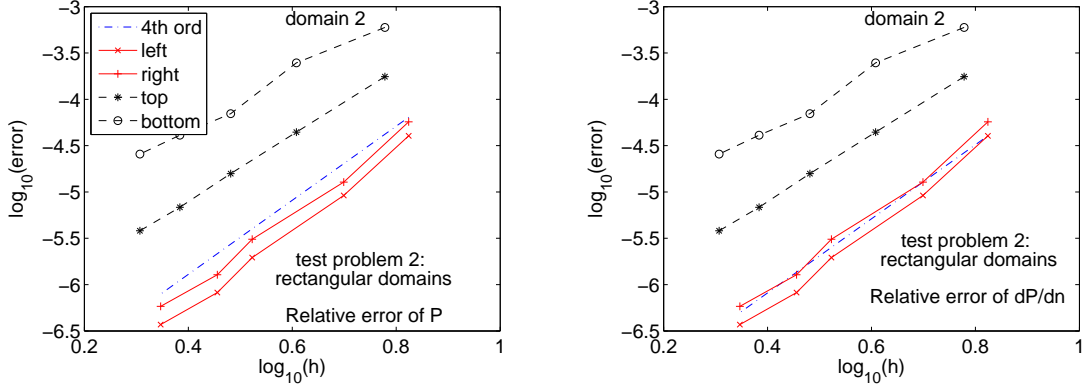 domain 2
4th ord
left
right
top
bottom
−3
−3.5
−4
−4.5
−5
−5.5
−6
−6.5
log10(error)
test problem 2:
rectangular domains
Relative error of P
0.2
0.4
0.6
0.8
1
log10(h)
domain 2
−3
−3.5
−4
−4.5
−5
−5.5
−6
−6.5
log10(error)
test problem 2:
rectangular domains
Relative error of dP/dn
0.2
0.4
0.6
0.8
1
log10(h)